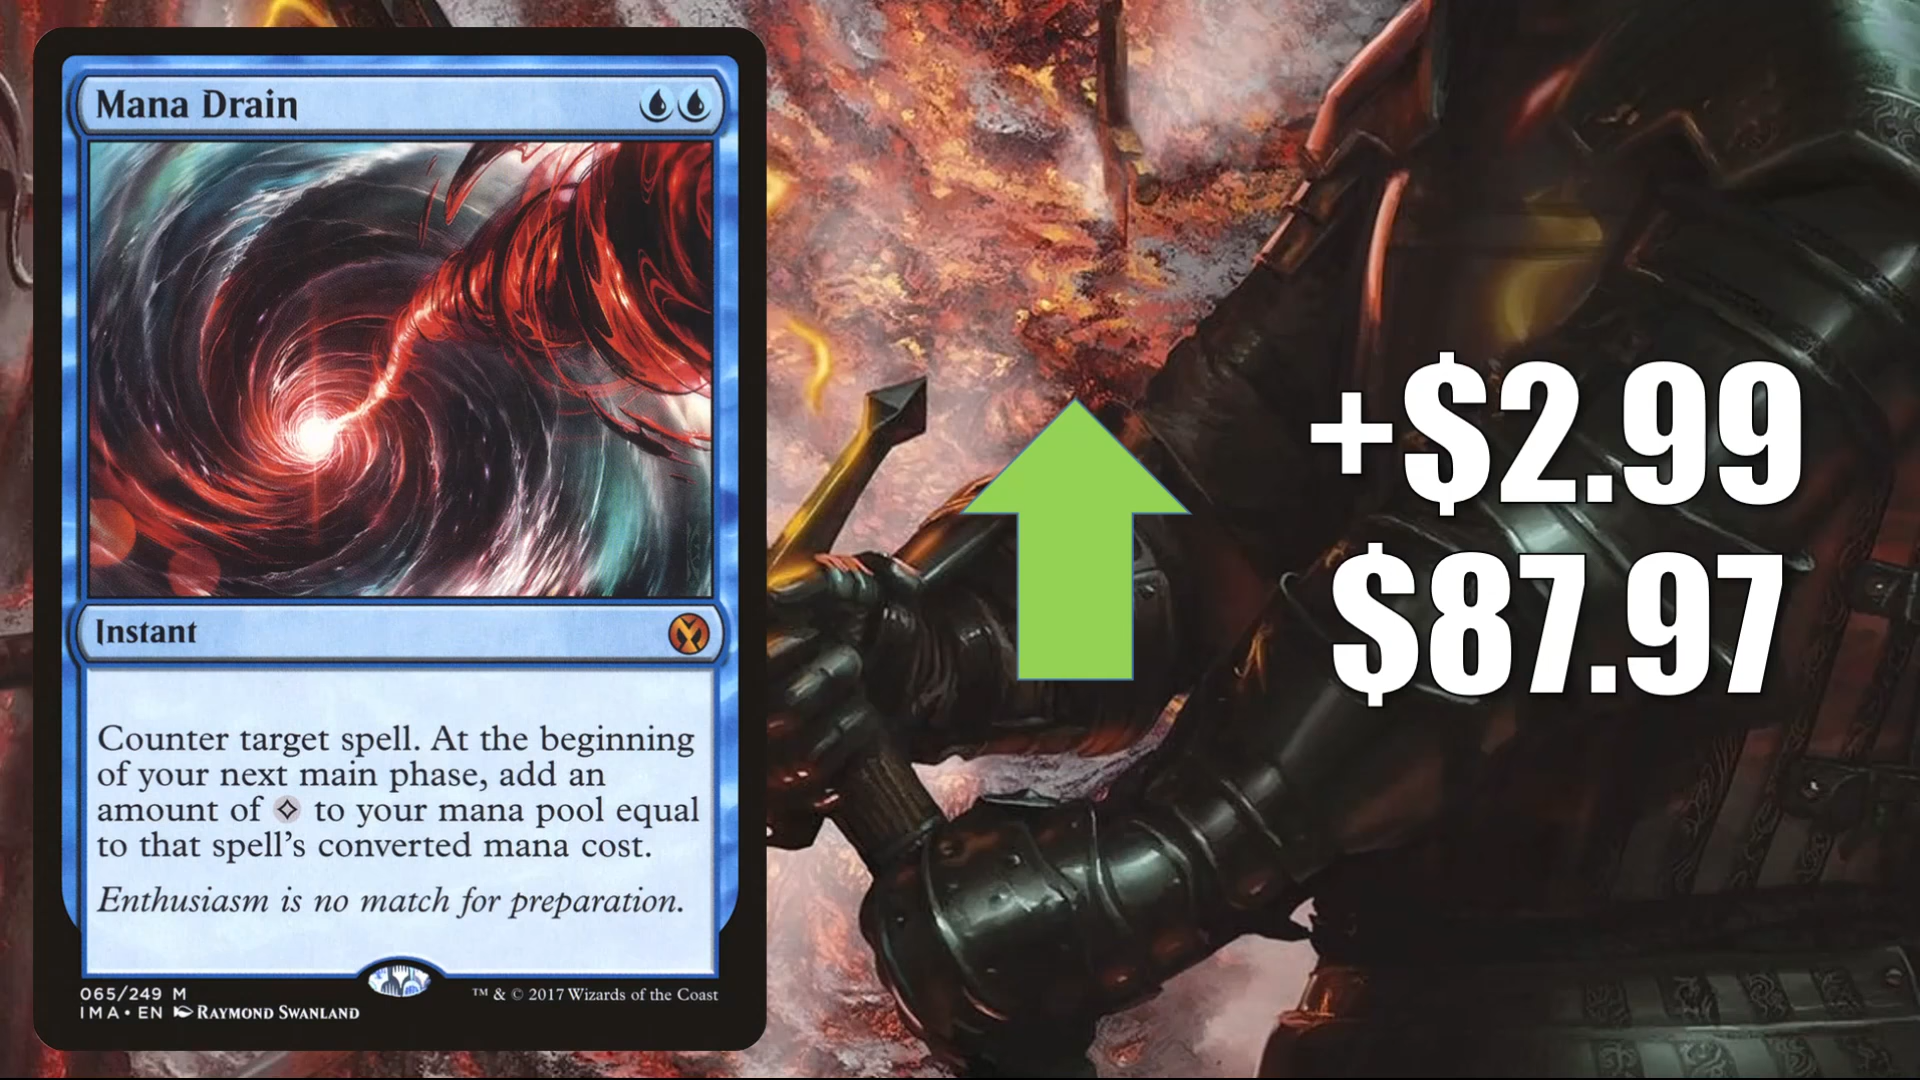 Mana Drain
Instant
Counter target spell. At the beginning
of your next main phase, add an
amount of to your mana pool equal
to that spell's converted mana cost.
Enthusiasm is no match for preparation.
065/249 M
IMA • EN RAYMOND SWANLAND
™ & © 2017 Wizards of the Coast
+$2.99
$87.97